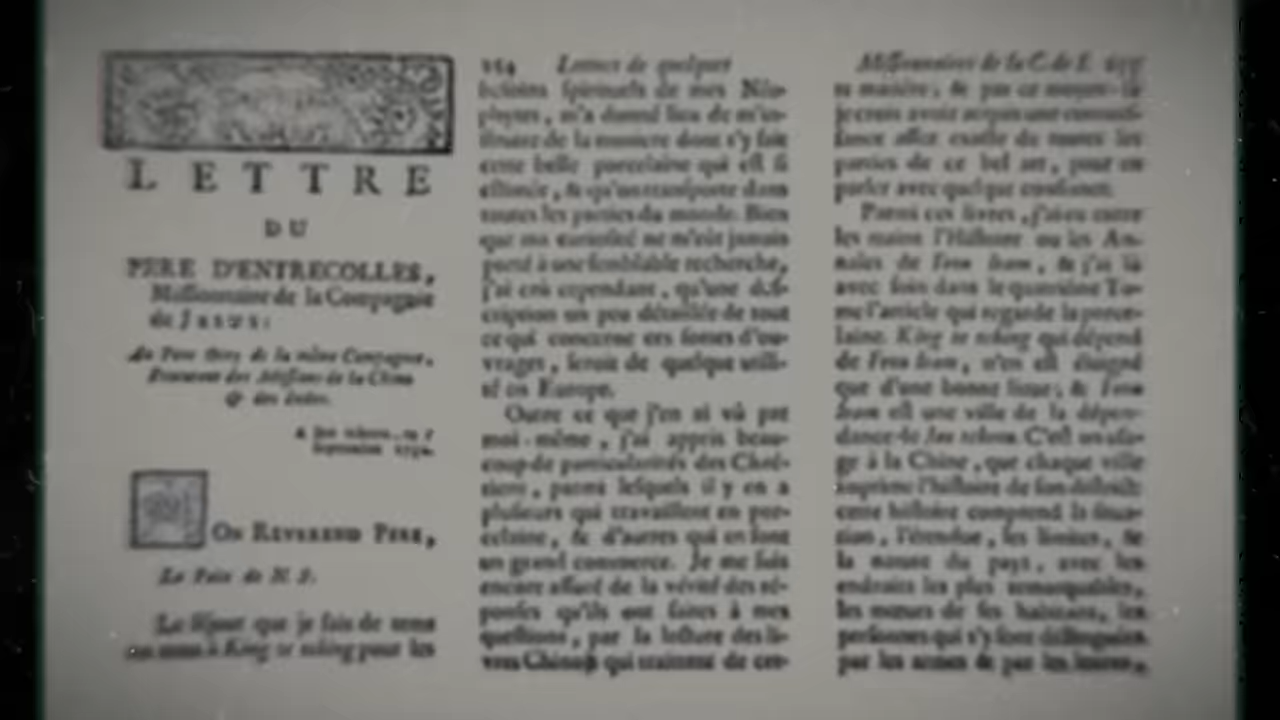 LETTRE
DU
PERE D'ENTRECOLLES,
Missionnaire de la Compagnie
de Jesus:
Au Pere Orry de la même Compagnie,
Procureur des Missions de la Chine
& des Indes.
A
On Reverend Pere,
La Paix de N. S.
Le séjour que je fais de tems
en tems à King te tching pour les
254 Lettres de quelques
besoins spirituels de mes Néo-
phytes, m'a donné lieu de m'ins-
truire de la maniere dont s'y fait
cette belle porcelaine qui est si
estimée, & qu'on transporte dans
toutes les parties du monde. Bien
que ma curiosité ne m'eût jamais
porté à une semblable recherche,
j'ai crû cependant, qu'une des-
cription un peu détaillée de tout
ce qui concerne ces sortes d'ou-
vrages, seroit de quelque utili-
té en Europe.
Outre ce que j'en ai vû par
moi-même, j'ai appris beau-
coup de particularités des Chré-
tiens, parmi lesquels il y en a
plusieurs qui travaillent en por-
celaine, & d'autres qui en font
un grand commerce. Je me suis
encore assuré de la vérité des ré-
ponses qu'ils ont faites à mes
questions, par la lecture des li-
vres Chinois qui traitent de cet-
Missionnaires de la C. de J.
te matiére, & par ce moyen-là
je crois avoir acquis une connois-
sance assez exacte de toutes les
parties de ce bel art, pour en
parler avec quelque confiance.
Parmi ces livres, j'ai eu entre
les mains l'Histoire ou les An-
nales de Feou leam, & j'ai lû
avec soin dans le quatriéme To-
me l'article qui regarde la porce-
laine. King te tching qui dépend
de Feou leam, n'en est éloigné
que d'une bonne lieuë, & Feou
leam est une ville de la dépen-
dance de Jao tcheou. C'est un usa-
ge à la Chine, que chaque ville
imprime l'histoire de son district:
cette histoire comprend la situa-
tion, l'étenduë, les limites, &
la nature du pays, avec les
endroits les plus remarquables,
les mœurs de ses habitans, les
personnes qui s'y sont distinguées
par les armes & par les lettres,